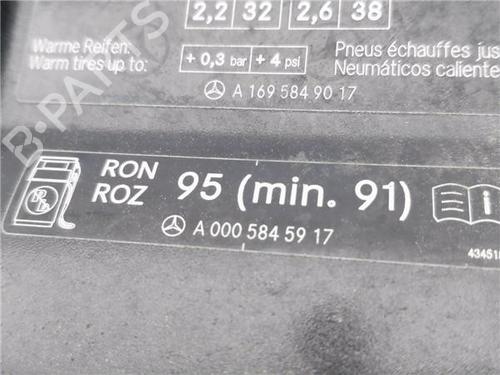 2,2 32 2,6 38
Warme Reifen: Pneus échauffés jus
Warm tires up to: + 0,3 bar + 4 psi Neumáticos caliente
A 169 584 90 17
RON
ROZ 95 (min. 91)
A 000 584 59 17
43451
B-PARTS